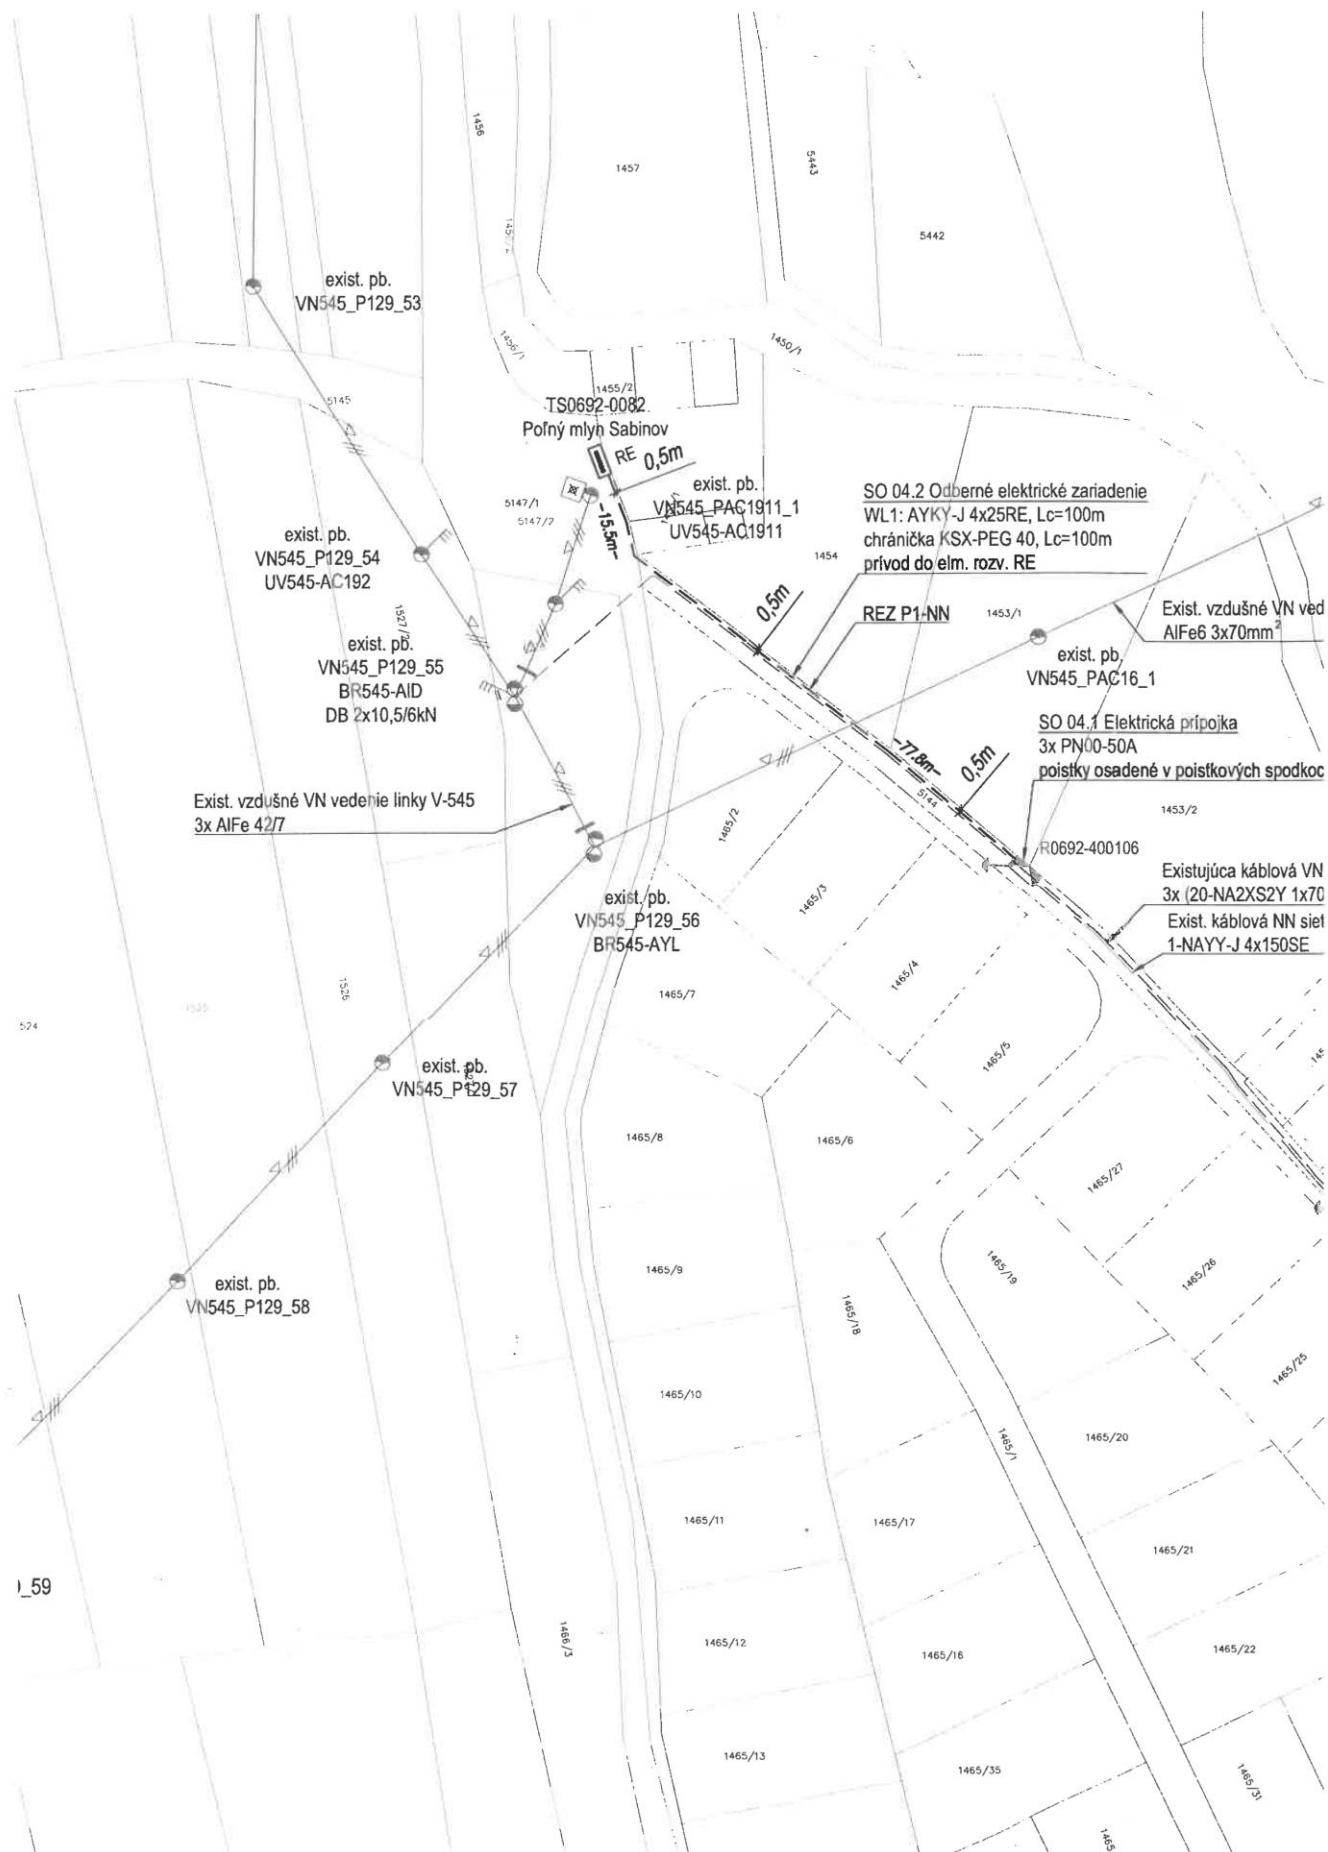 1456
1457
5443
5442
exist. pb.
VN545_P129_53
1456/1
1450/1
1455/2
5145
TS0692-0082
Poľný mlyn Sabinov
RE
0,5m
exist. pb.
VN545_PAC1911_1
UV545-AC1911
5147/1
5147/2
-15.5m-
SO 04.2 Odberné elektrické zariadenie
WL1: AYKY-J 4x25RE, Lc=100m
chránička KSX-PEG 40, Lc=100m
prívod do elm. rozv. RE
1454
exist. pb.
VN545_P129_54
UV545-AC192
0,5m
REZ P1-NN
1453/1
Exist. vzdušné VN ved
AlFe6 3x70mm²
exist. pb.
VN545_P129_55
BR545-AID
DB 2x10,5/6kN
exist. pb.
VN545_PAC16_1
SO 04.1 Elektrická prípojka
3x PN00-50A
poistky osadené v poistkových spodkoc
-77.8m-
0,5m
5144
1453/2
Exist. vzdušné VN vedenie linky V-545
3x AlFe 42/7
1465/2
R0692-400106
1465/3
Existujúca káblová VN
3x (20-NA2XS2Y 1x70
Exist. káblová NN sieť
1-NAYY-J 4x150SE
exist. pb.
VN545_P129_56
BR545-AYL
1465/4
1465/7
1526
524
1465/5
exist. pb.
VN545_P129_57
1465/8
1465/6
1465/27
1465/9
1465/19
1465/26
exist. pb.
VN545_P129_58
1465/18
1465/25
1465/10
1465/1
1465/20
1465/11
1465/17
1465/21
_59
1466/3
1465/12
1465/16
1465/22
1465/13
1465/35
1465/31
1465